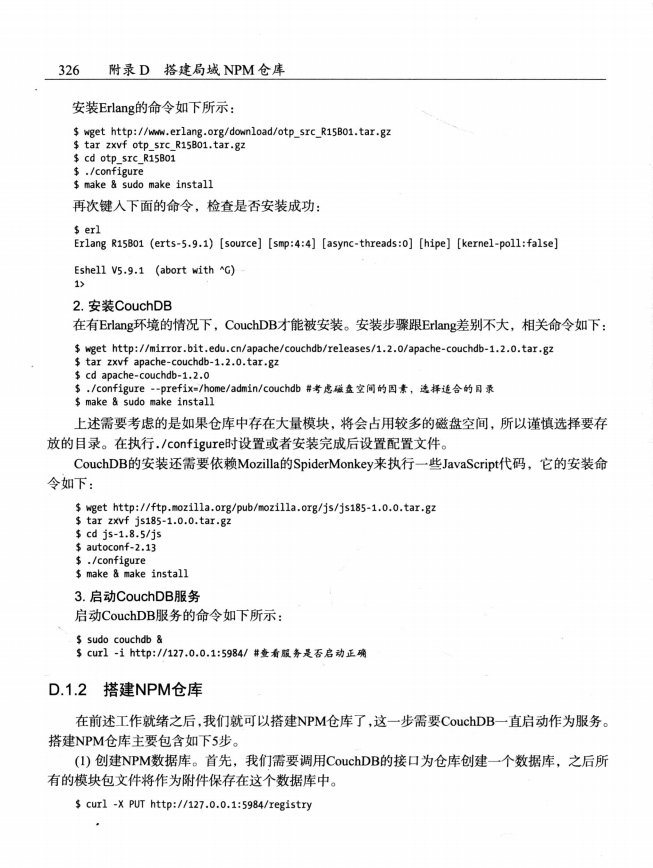 326 附录 D 搭建局域 NPM 仓库
安装Erlang的命令如下所示：
$ wget http://www.erlang.org/download/otp_src_R15B01.tar.gz
$ tar zxvf otp_src_R15B01.tar.gz
$ cd otp_src_R15B01
$ ./configure
$ make & sudo make install
再次键入下面的命令，检查是否安装成功：
$ erl
Erlang R15B01 (erts-5.9.1) [source] [smp:4:4] [async-threads:0] [hipe] [kernel-poll:false]
Eshell V5.9.1 (abort with ^G)
1>
2. 安装CouchDB
在有Erlang环境的情况下，CouchDB才能被安装。安装步骤跟Erlang差别不大，相关命令如下：
$ wget http://mirror.bit.edu.cn/apache/couchdb/releases/1.2.0/apache-couchdb-1.2.0.tar.gz
$ tar zxvf apache-couchdb-1.2.0.tar.gz
$ cd apache-couchdb-1.2.0
$ ./configure --prefix=/home/admin/couchdb #考虑磁盘空间的因素，选择适合的目录
$ make & sudo make install
上述需要考虑的是如果仓库中存在大量模块，将会占用较多的磁盘空间，所以谨慎选择要存
放的目录。在执行./configure时设置或者安装完成后设置配置文件。
CouchDB的安装还需要依赖Mozilla的SpiderMonkey来执行一些JavaScript代码，它的安装命
令如下：
$ wget http://ftp.mozilla.org/pub/mozilla.org/js/js185-1.0.0.tar.gz
$ tar zxvf js185-1.0.0.tar.gz
$ cd js-1.8.5/js
$ autoconf-2.13
$ ./configure
$ make & make install
3. 启动CouchDB服务
启动CouchDB服务的命令如下所示：
$ sudo couchdb &
$ curl -i http://127.0.0.1:5984/ #查看服务是否启动正确
D.1.2 搭建NPM仓库
在前述工作就绪之后，我们就可以搭建NPM仓库了，这一步需要CouchDB一直启动作为服务。
搭建NPM仓库主要包含如下5步。
(1) 创建NPM数据库。首先，我们需要调用CouchDB的接口为仓库创建一个数据库，之后所
有的模块包文件将作为附件保存在这个数据库中。
$ curl -X PUT http://127.0.0.1:5984/registry